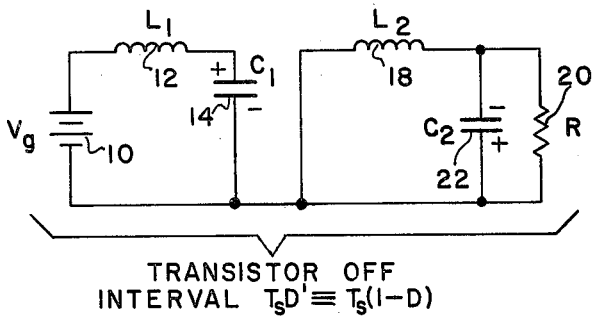 L₁
12
+
C₁
14
−
Vg
10
L₂
18
20
−
C₂
+
22
R
TRANSISTOR OFF
INTERVAL TₛD' ≡ Tₛ(1−D)